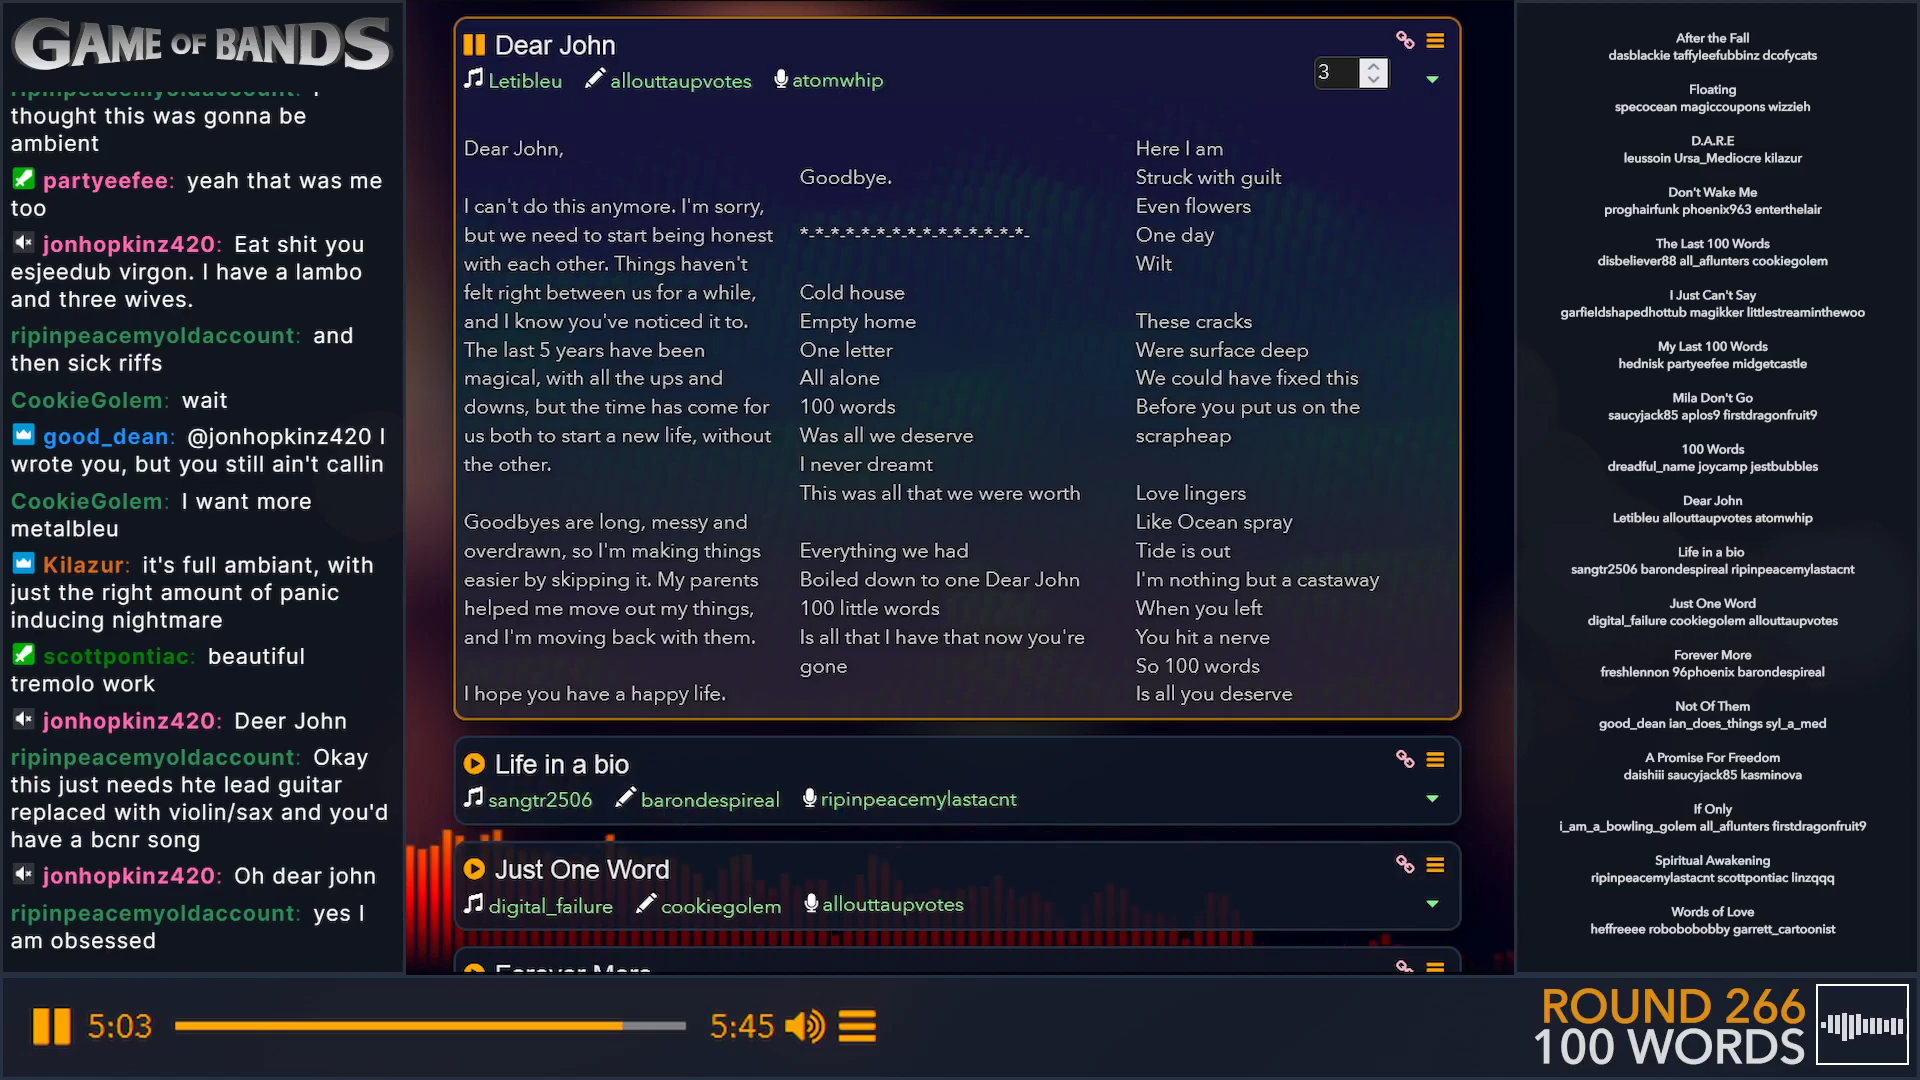 GAME OF BANDS
ripinpeacemyoldaccount: I
thought this was gonna be
ambient
partyeefee: yeah that was me
too
jonhopkinz420: Eat shit you
esjeedub virgon. I have a lambo
and three wives.
ripinpeacemyoldaccount: and
then sick riffs
CookieGolem: wait
good_dean: @jonhopkinz420 I
wrote you, but you still ain't callin
CookieGolem: I want more
metalbleu
Kilazur: it's full ambiant, with
just the right amount of panic
inducing nightmare
scottpontiac: beautiful
tremolo work
jonhopkinz420: Deer John
ripinpeacemyoldaccount: Okay
this just needs hte lead guitar
replaced with violin/sax and you'd
have a bcnr song
jonhopkinz420: Oh dear john
ripinpeacemyoldaccount: yes I
am obsessed
Dear John
Letibleu allouttaupvotes atomwhip
3
Dear John,
I can't do this anymore. I'm sorry,
but we need to start being honest
with each other. Things haven't
felt right between us for a while,
and I know you've noticed it to.
The last 5 years have been
magical, with all the ups and
downs, but the time has come for
us both to start a new life, without
the other.
Goodbyes are long, messy and
overdrawn, so I'm making things
easier by skipping it. My parents
helped me move out my things,
and I'm moving back with them.
I hope you have a happy life.
Goodbye.
*-*-*-*-*-*-*-*-*-*-*-*-*-*-*-
Cold house
Empty home
One letter
All alone
100 words
Was all we deserve
I never dreamt
This was all that we were worth
Everything we had
Boiled down to one Dear John
100 little words
Is all that I have that now you're
gone
Here I am
Struck with guilt
Even flowers
One day
Wilt
These cracks
Were surface deep
We could have fixed this
Before you put us on the
scrapheap
Love lingers
Like Ocean spray
Tide is out
I'm nothing but a castaway
When you left
You hit a nerve
So 100 words
Is all you deserve
Life in a bio
sangtr2506 barondespireal ripinpeacemylastacnt
Just One Word
digital_failure cookiegolem allouttaupvotes
Forever More
After the Fall
dasblackie taffyleefubbinz dcofycats
Floating
specocean magiccoupons wizzieh
D.A.R.E
leussoin Ursa_Mediocre kilazur
Don't Wake Me
proghairfunk phoenix963 enterthelair
The Last 100 Words
disbeliever88 all_aflunters cookiegolem
I Just Can't Say
garfieldshapedhottub magikker littlestreaminthewoo
My Last 100 Words
hednisk partyeefee midgetcastle
Mila Don't Go
saucyjack85 aplos9 firstdragonfruit9
100 Words
dreadful_name joycamp jestbubbles
Dear John
Letibleu allouttaupvotes atomwhip
Life in a bio
sangtr2506 barondespireal ripinpeacemylastacnt
Just One Word
digital_failure cookiegolem allouttaupvotes
Forever More
freshlennon 96phoenix barondespireal
Not Of Them
good_dean ian_does_things syl_a_med
A Promise For Freedom
daishiii saucyjack85 kasminova
If Only
i_am_a_bowling_golem all_aflunters firstdragonfruit9
Spiritual Awakening
ripinpeacemylastacnt scottpontiac linzqqq
Words of Love
heffreeee robobobobby garrett_cartoonist
5:03
5:45
ROUND 266
100 WORDS